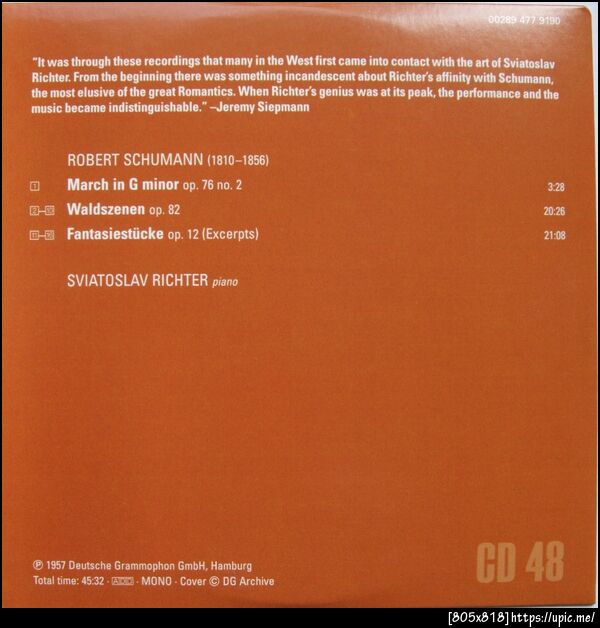 00289 477 9190
"It was through these recordings that many in the West first came into contact with the art of Sviatoslav
Richter. From the beginning there was something incandescent about Richter's affinity with Schumann,
the most elusive of the great Romantics. When Richter's genius was at its peak, the performance and the
music became indistinguishable." –Jeremy Siepmann
ROBERT SCHUMANN (1810–1856)
1 March in G minor op. 76 no. 2 3:28
2–10 Waldszenen op. 82 20:26
11–16 Fantasiestücke op. 12 (Excerpts) 21:08
SVIATOSLAV RICHTER piano
℗ 1957 Deutsche Grammophon GmbH, Hamburg
Total time: 45:32 · ADD · MONO · Cover © DG Archive
CD 48
[805x818]https://upic.me/